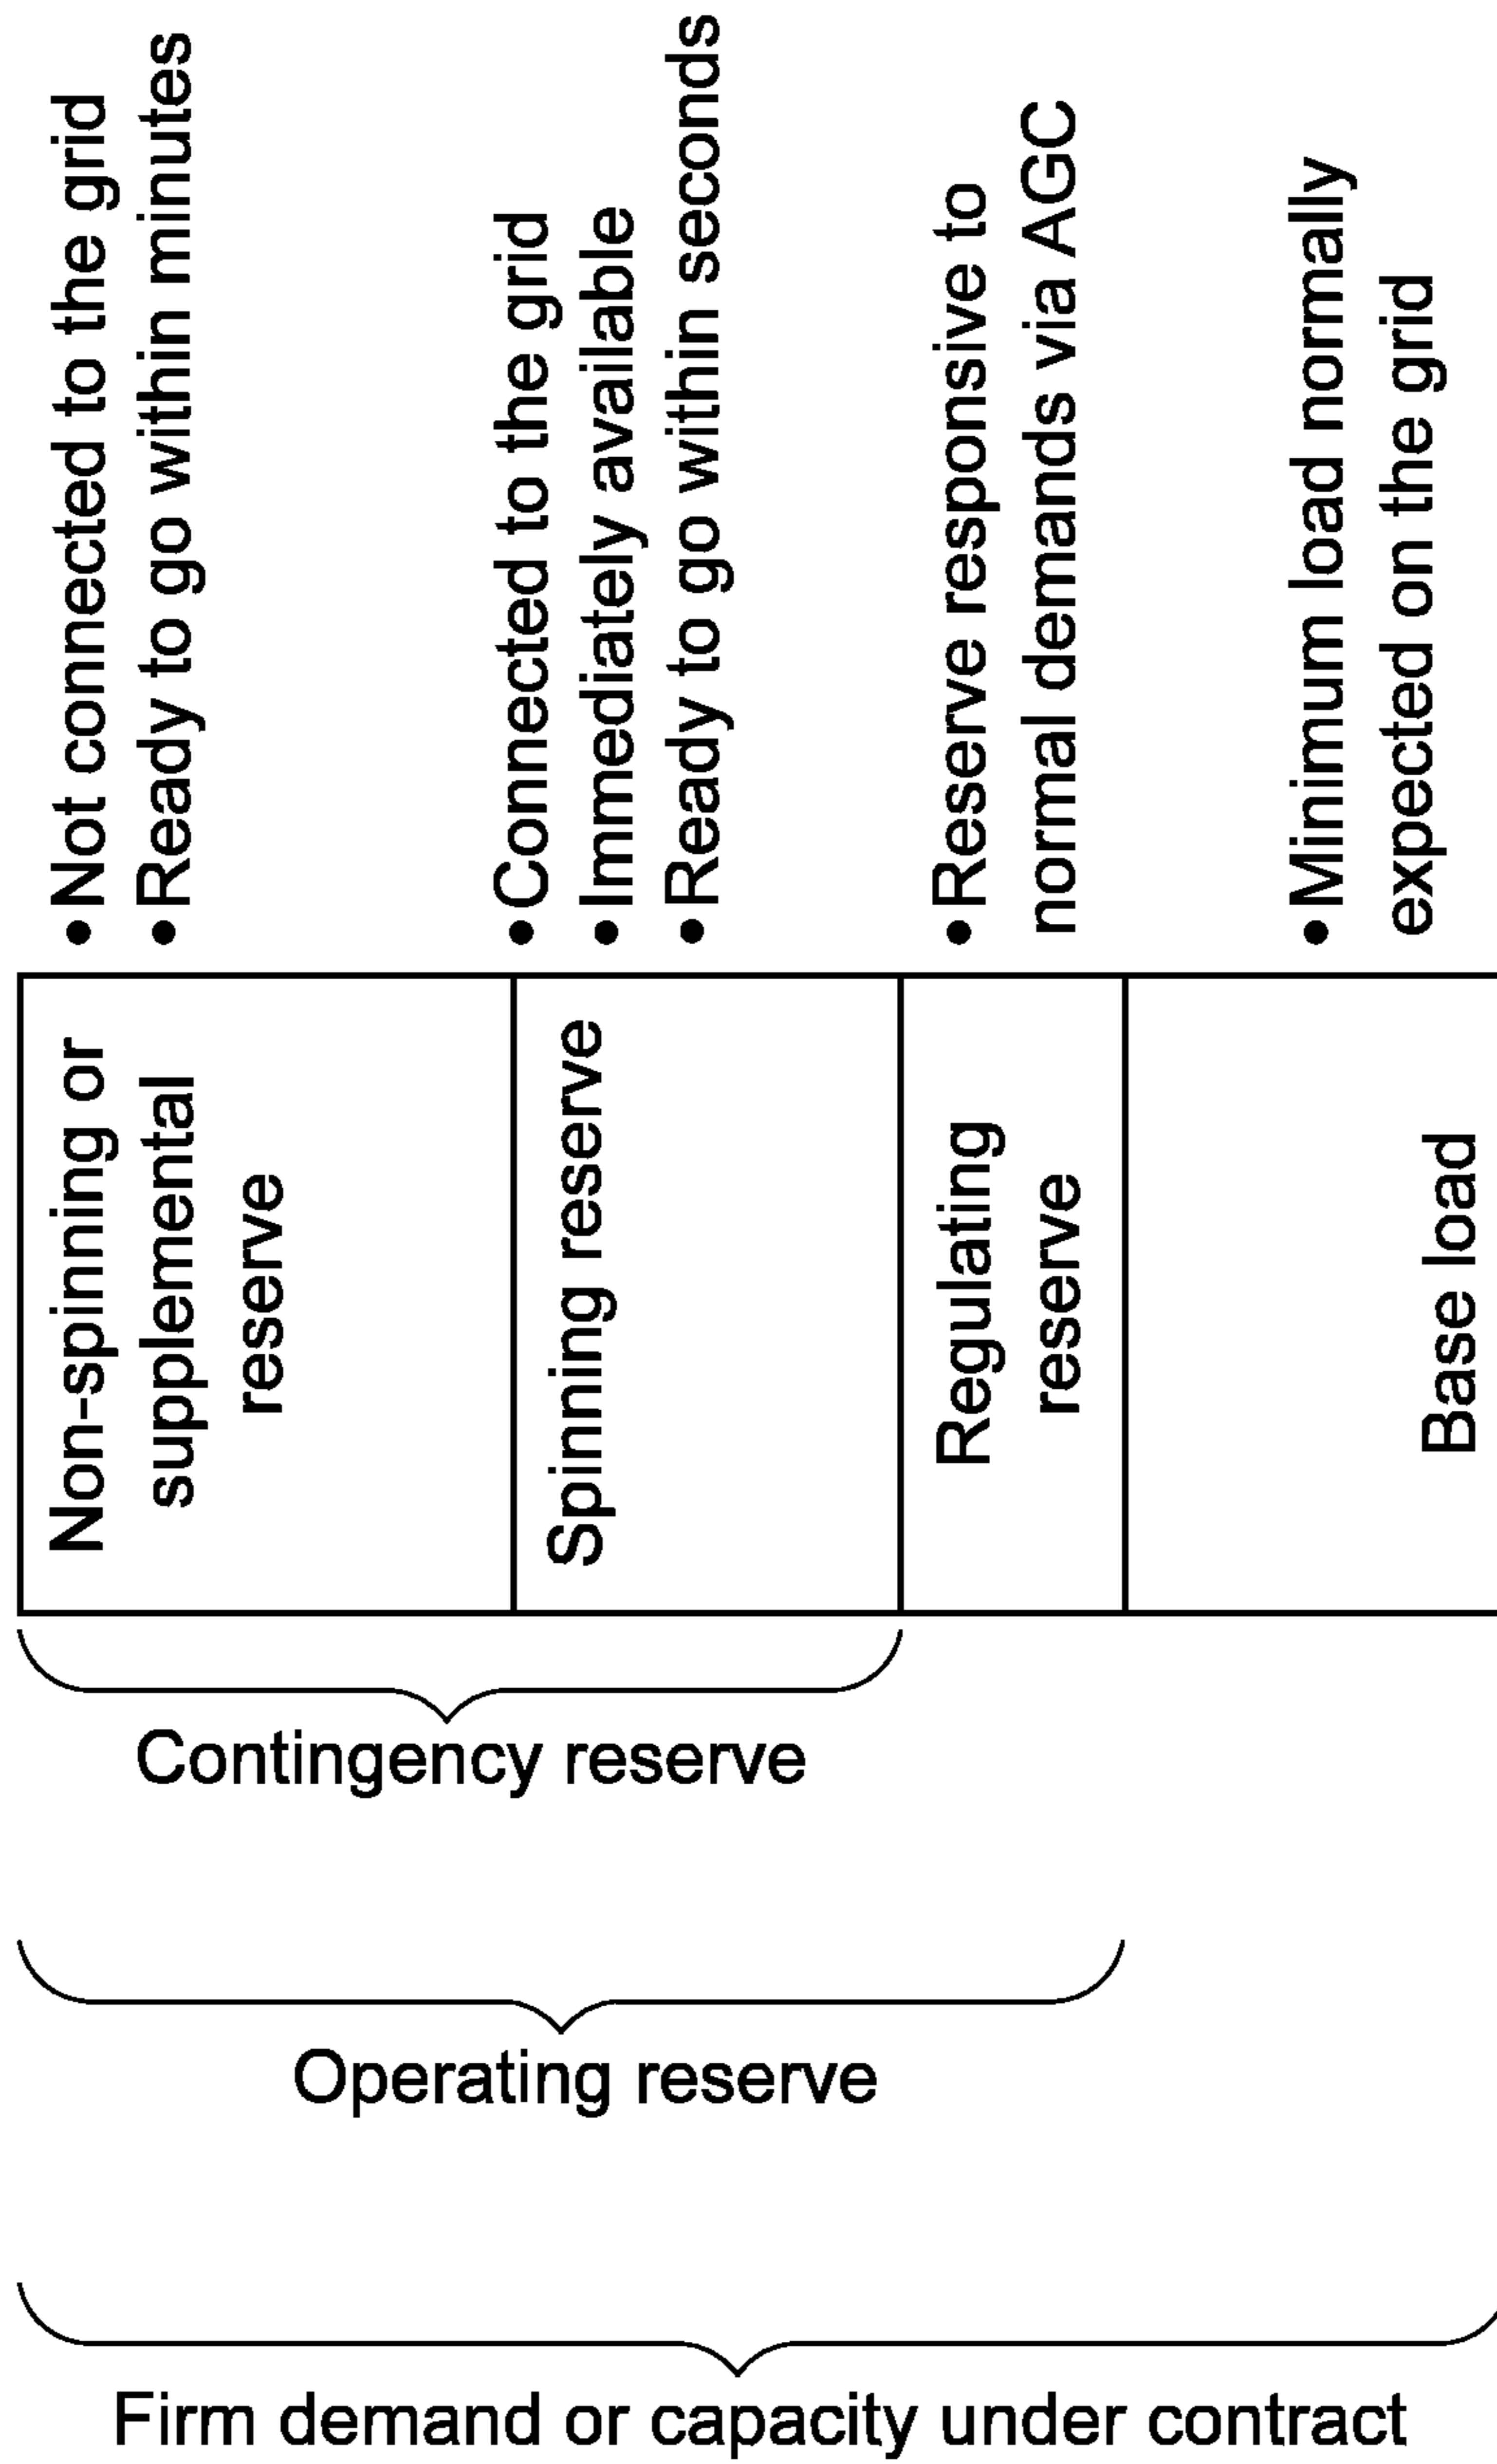 •Not connected to the grid
•Ready to go within minutes
•Connected to the grid
•Immediately available
•Ready to go within seconds
•Reserve responsive to
normal demands via AGC
•Minimum load normally
expected on the grid
Non-spinning or
supplemental
reserve
Spinning reserve
Regulating
reserve
Base load
Contingency reserve
Operating reserve
Firm demand or capacity under contract